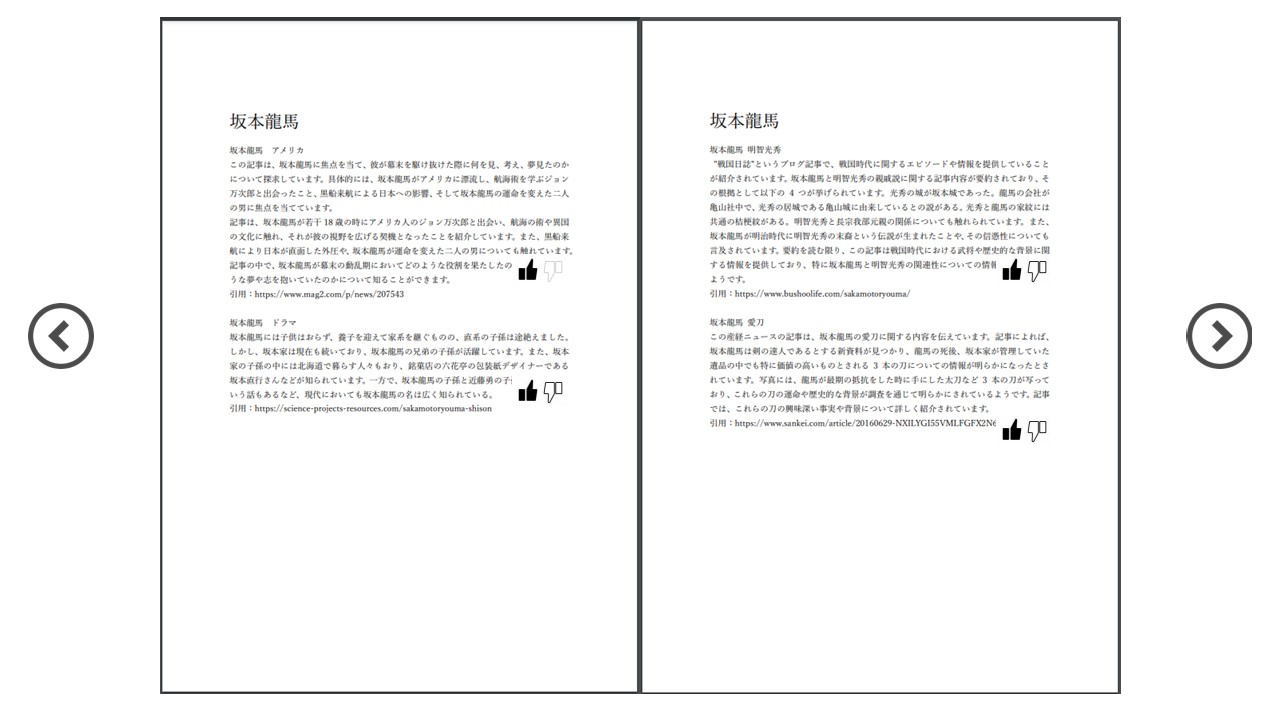 坂本龍馬
坂本龍馬　アメリカ
この記事は、坂本龍馬に焦点を当て、彼が幕末を駆け抜けた際に何を見、考え、夢見たのか
について探求しています。具体的には、坂本龍馬がアメリカに漂流し、航海術を学ぶジョン
万次郎と出会ったこと、黒船来航による日本への影響、そして坂本龍馬の運命を変えた二人
の男に焦点を当てています。
記事は、坂本龍馬が若干 18 歳の時にアメリカ人のジョン万次郎と出会い、航海の術や異国
の文化に触れ、それが彼の視野を広げる契機となったことを紹介しています。また、黒船来
航により日本が直面した外圧や、坂本龍馬が運命を変えた二人の男についても触れています。
記事の中で、坂本龍馬が幕末の動乱期においてどのような役割を果たしたの
うな夢や志を抱いていたのかについて知ることができます。
引用：https://www.mag2.com/p/news/207543
坂本龍馬　ドラマ
坂本龍馬には子供はおらず、養子を迎えて家系を継ぐものの、直系の子孫は途絶えました。
しかし、坂本家は現在も続いており、坂本龍馬の兄弟の子孫が活躍しています。また、坂本
家の子孫の中には北海道で暮らす人々もおり、銘菓店の六花亭の包装紙デザイナーである
坂本直行さんなどが知られています。一方で、坂本龍馬の子孫と近藤勇の子
いう話もあるなど、現代においても坂本龍馬の名は広く知られている。
引用：https://science-projects-resources.com/sakamotoryouma-shison
坂本龍馬
坂本龍馬 明智光秀
"戦国日誌"というブログ記事で、戦国時代に関するエピソードや情報を提供していること
が紹介されています。坂本龍馬と明智光秀の親戚説に関する記事内容が要約されており、そ
の根拠として以下の 4 つが挙げられています。光秀の城が坂本城であった。龍馬の会社が
亀山社中で、光秀の居城である亀山城に由来しているとの説がある。光秀と龍馬の家紋には
共通の桔梗紋がある。明智光秀と長宗我部元親の関係についても触れられています。また、
坂本龍馬が明治時代に明智光秀の末裔という伝説が生まれたことや、その信憑性についても
言及されています。要約を読む限り、この記事は戦国時代における武将や歴史的な背景に関
する情報を提供しており、特に坂本龍馬と明智光秀の関連性についての情報
ようです。
引用：https://www.bushoolife.com/sakamotoryouma/
坂本龍馬 愛刀
この産経ニュースの記事は、坂本龍馬の愛刀に関する内容を伝えています。記事によれば、
坂本龍馬は剣の達人であるとする新資料が見つかり、龍馬の死後、坂本家が管理していた
遺品の中でも特に価値の高いものとされる 3 本の刀についての情報が明らかになったとさ
れています。写真には、龍馬が最期の抵抗をした時に手にした太刀など 3 本の刀が写って
おり、これらの刀の運命や歴史的な背景が調査を通じて明らかにされているようです。記事
では、これらの刀の興味深い事実や背景について詳しく紹介されています。
引用：https://www.sankei.com/article/20160629-NXILYGI55VMLFGFX2N6